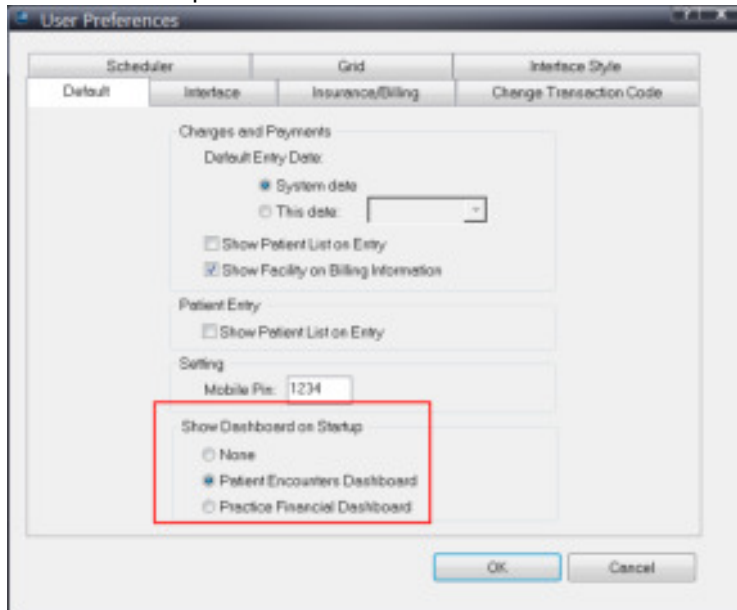 User Preferences
Scheduler Grid Interface Style
Default Interface Insurance/Billing Change Transaction Code
Charges and Payments
Default Entry Date:
System date
This date:
Show Patient List on Entry
Show Facility on Billing Information
Patient Entry
Show Patient List on Entry
Setting
Mobile Pin: 1234
Show Dashboard on Startup
None
Patient Encounters Dashboard
Practice Financial Dashboard
OK Cancel